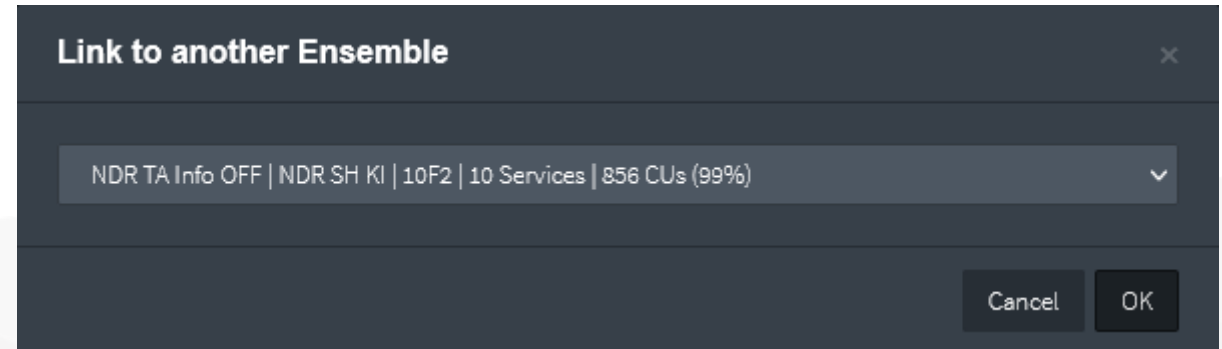 Link to another Ensemble
NDR TA Info OFF | NDR SH KI | 10F2 | 10 Services | 856 CUs (99%)
Cancel OK